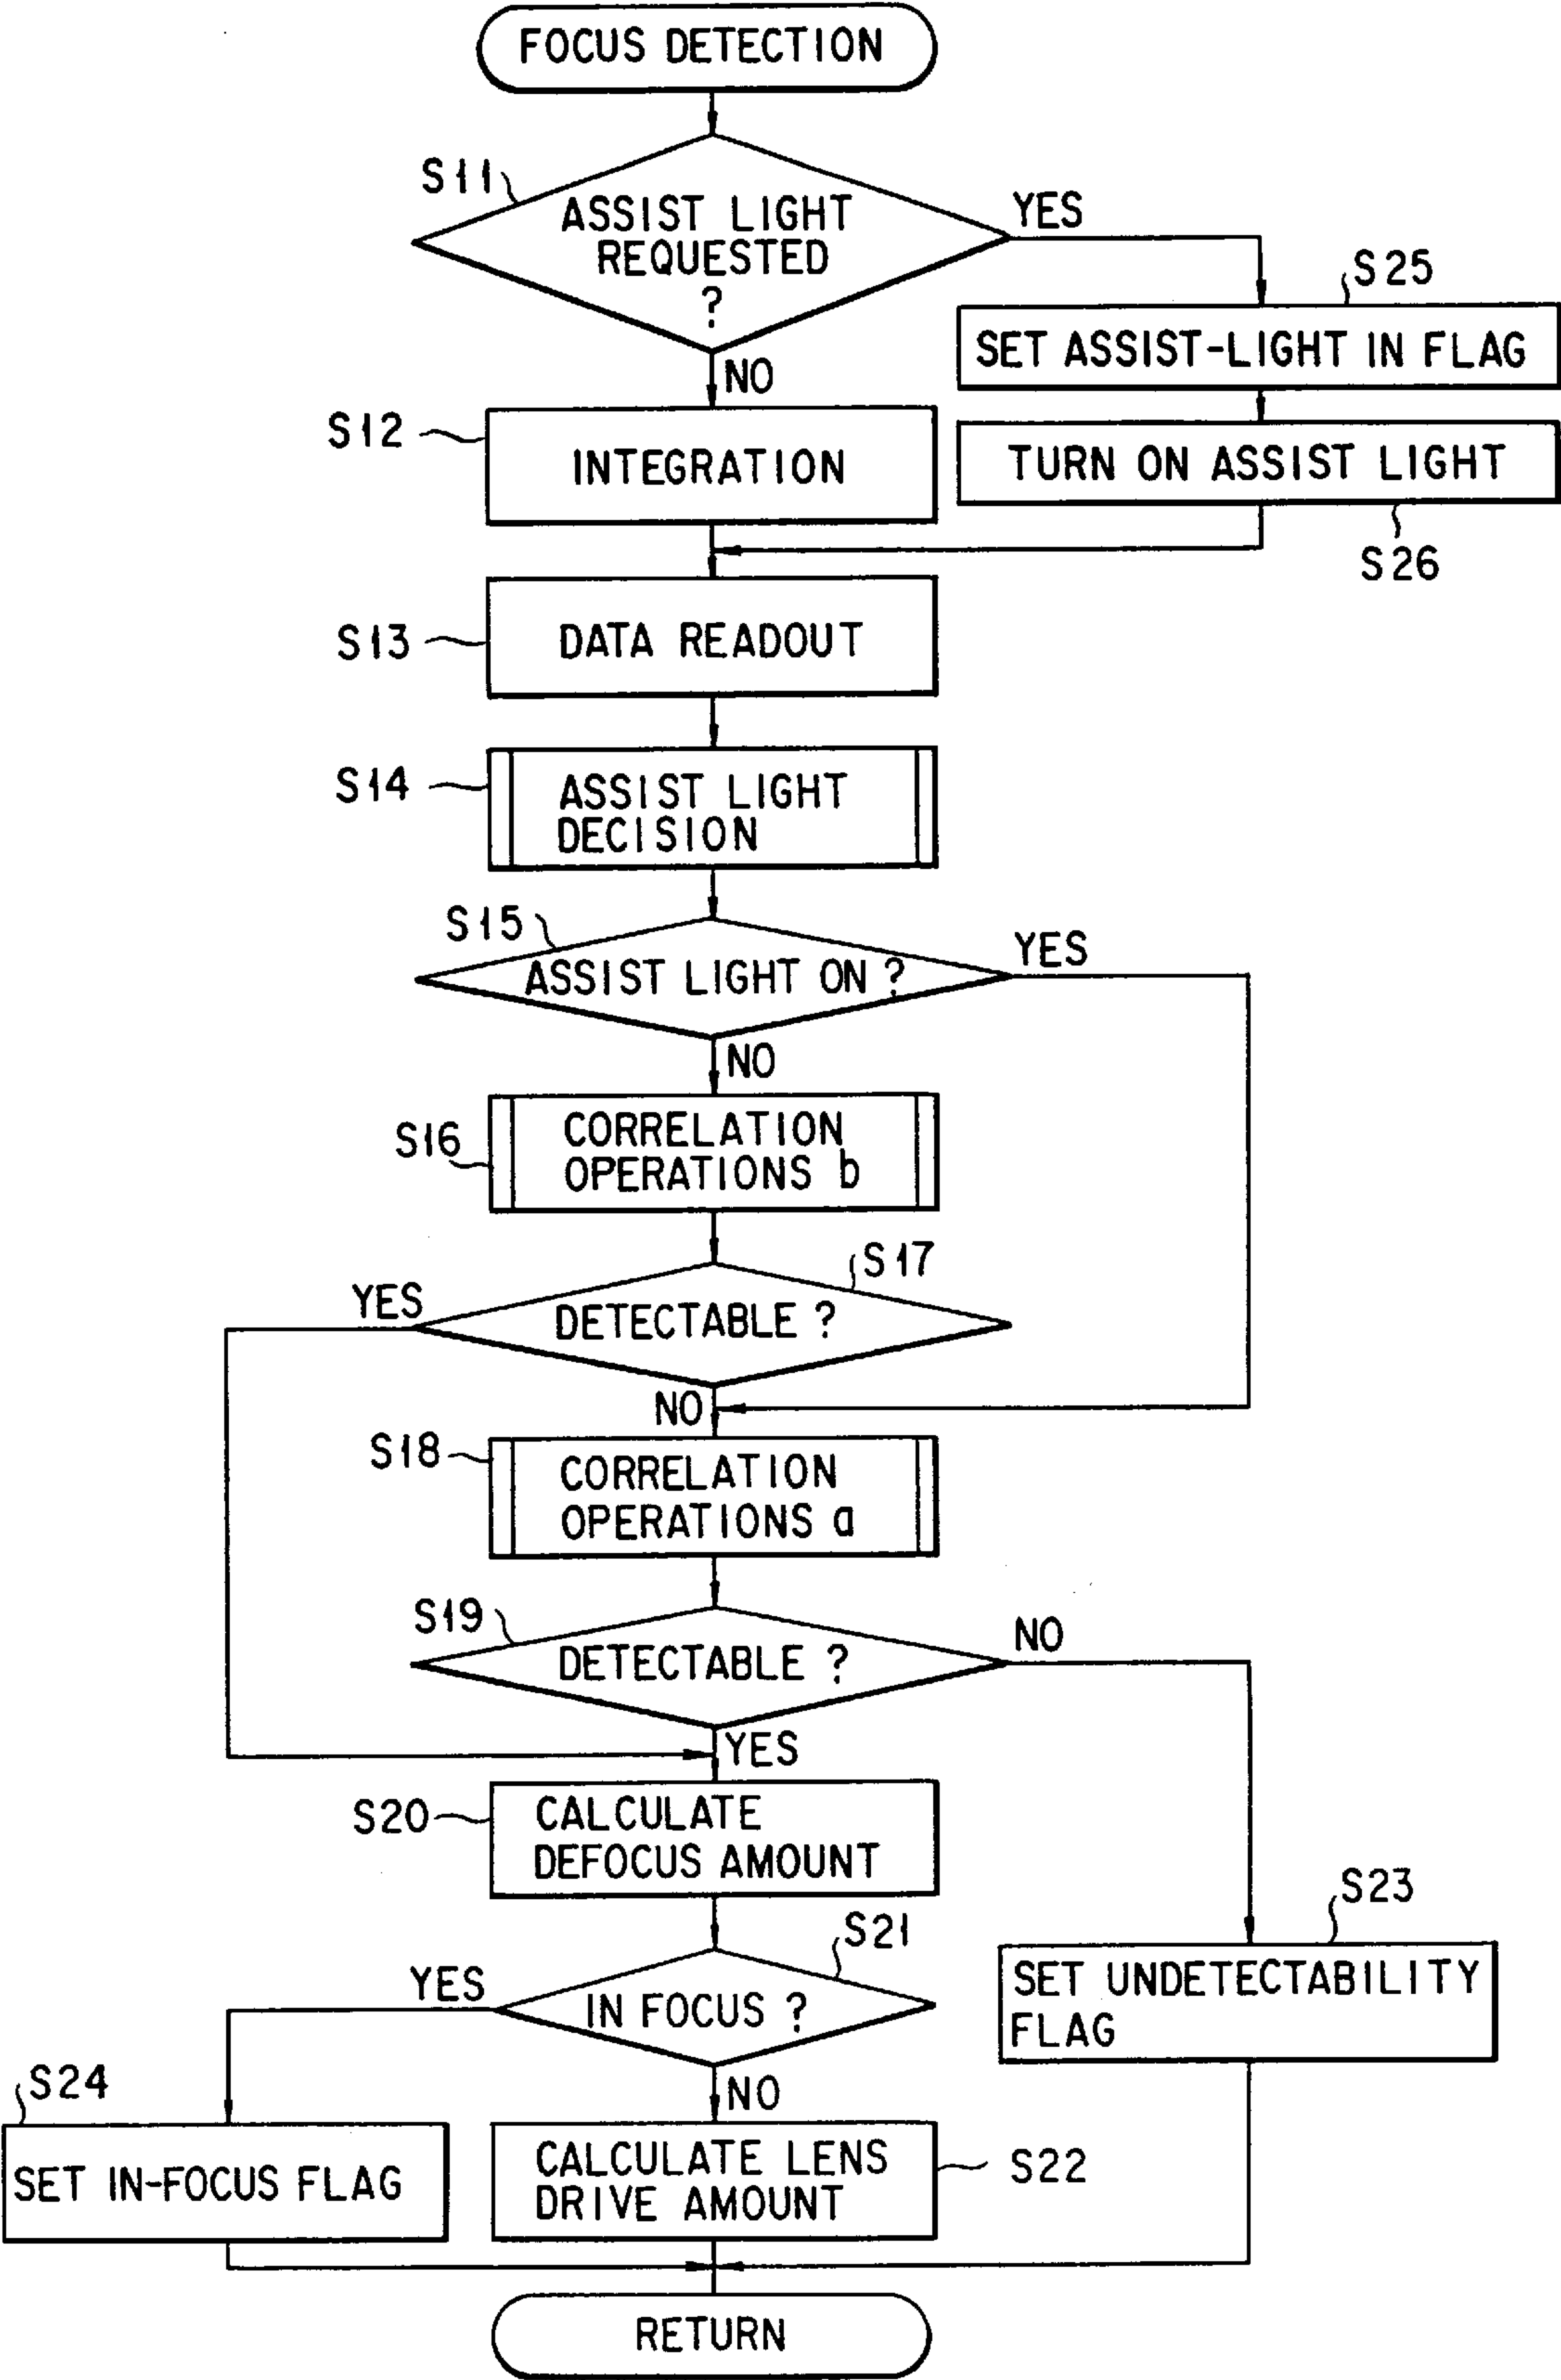 FOCUS DETECTION
S11
ASSIST LIGHT
REQUESTED
?
YES
NO
S25
SET ASSIST-LIGHT IN FLAG
S12
INTEGRATION
TURN ON ASSIST LIGHT
S26
S13
DATA READOUT
S14
ASSIST LIGHT
DECISION
S15
ASSIST LIGHT ON ?
YES
NO
S16
CORRELATION
OPERATIONS b
S17
YES
DETECTABLE ?
NO
S18
CORRELATION
OPERATIONS a
S19
DETECTABLE ?
NO
YES
S20
CALCULATE
DEFOCUS AMOUNT
S23
SET UNDETECTABILITY
FLAG
S21
YES
IN FOCUS ?
NO
S24
SET IN-FOCUS FLAG
CALCULATE LENS
DRIVE AMOUNT
S22
RETURN